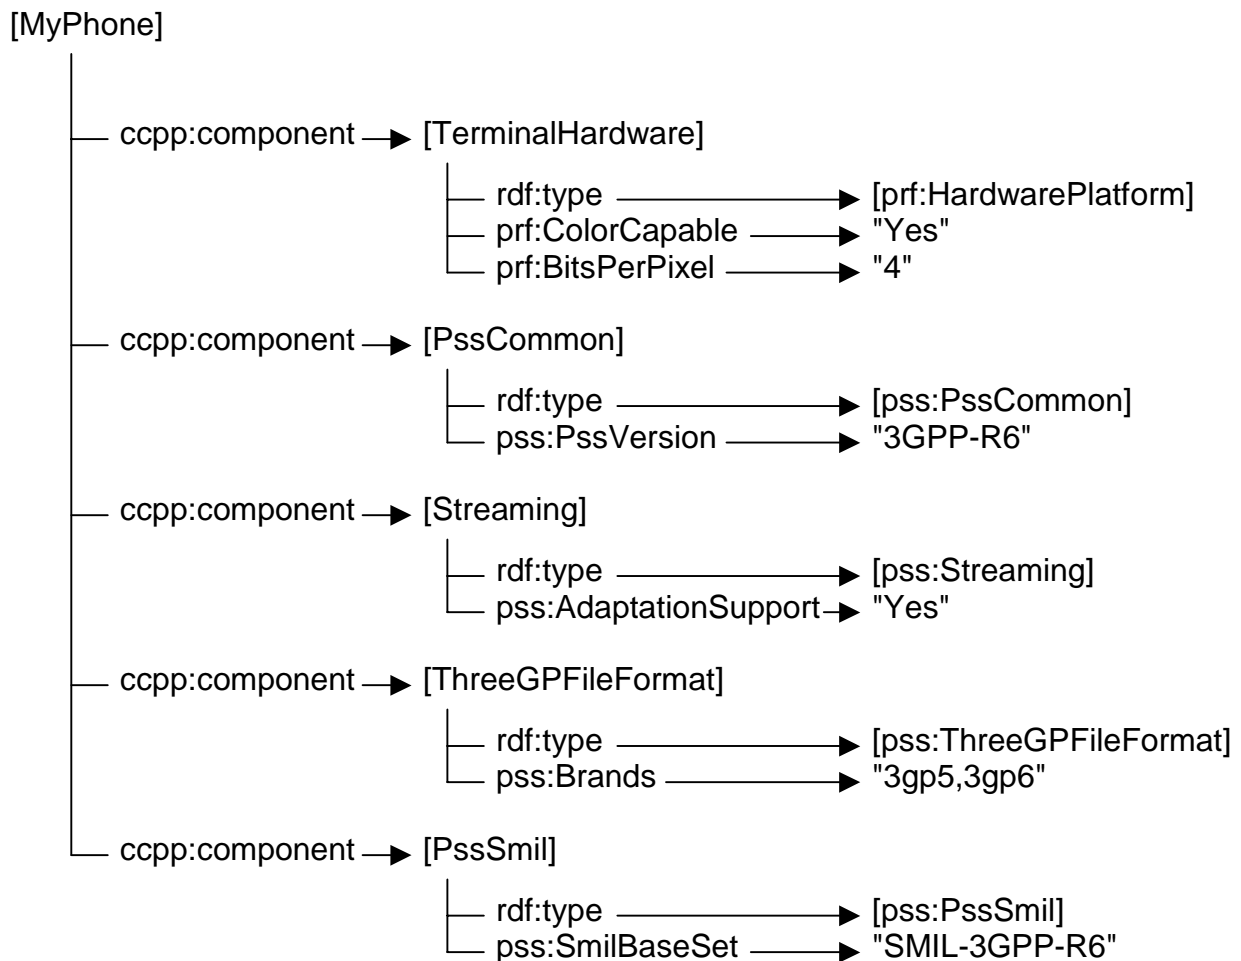 [MyPhone]
ccpp:component [TerminalHardware]
rdf:type [prf:HardwarePlatform]
prf:ColorCapable "Yes"
prf:BitsPerPixel "4"
ccpp:component [PssCommon]
rdf:type [pss:PssCommon]
pss:PssVersion "3GPP-R6"
ccpp:component [Streaming]
rdf:type [pss:Streaming]
pss:AdaptationSupport "Yes"
ccpp:component [ThreeGPFileFormat]
rdf:type [pss:ThreeGPFileFormat]
pss:Brands "3gp5,3gp6"
ccpp:component [PssSmil]
rdf:type [pss:PssSmil]
pss:SmilBaseSet "SMIL-3GPP-R6"